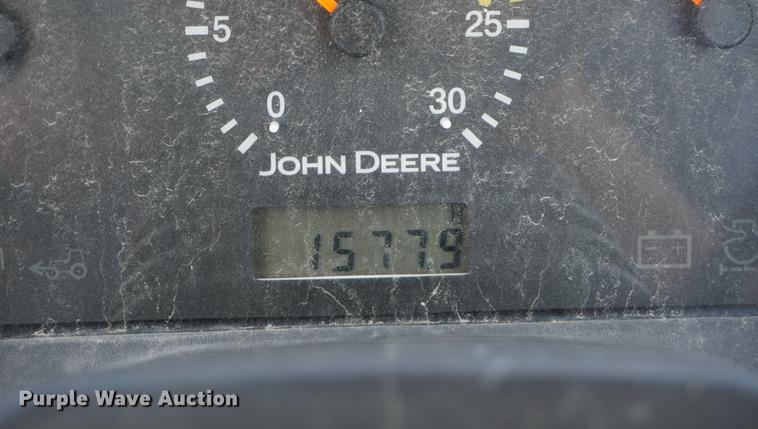 5
25
0
30
JOHN DEERE
H
1577.9
Purple Wave Auction